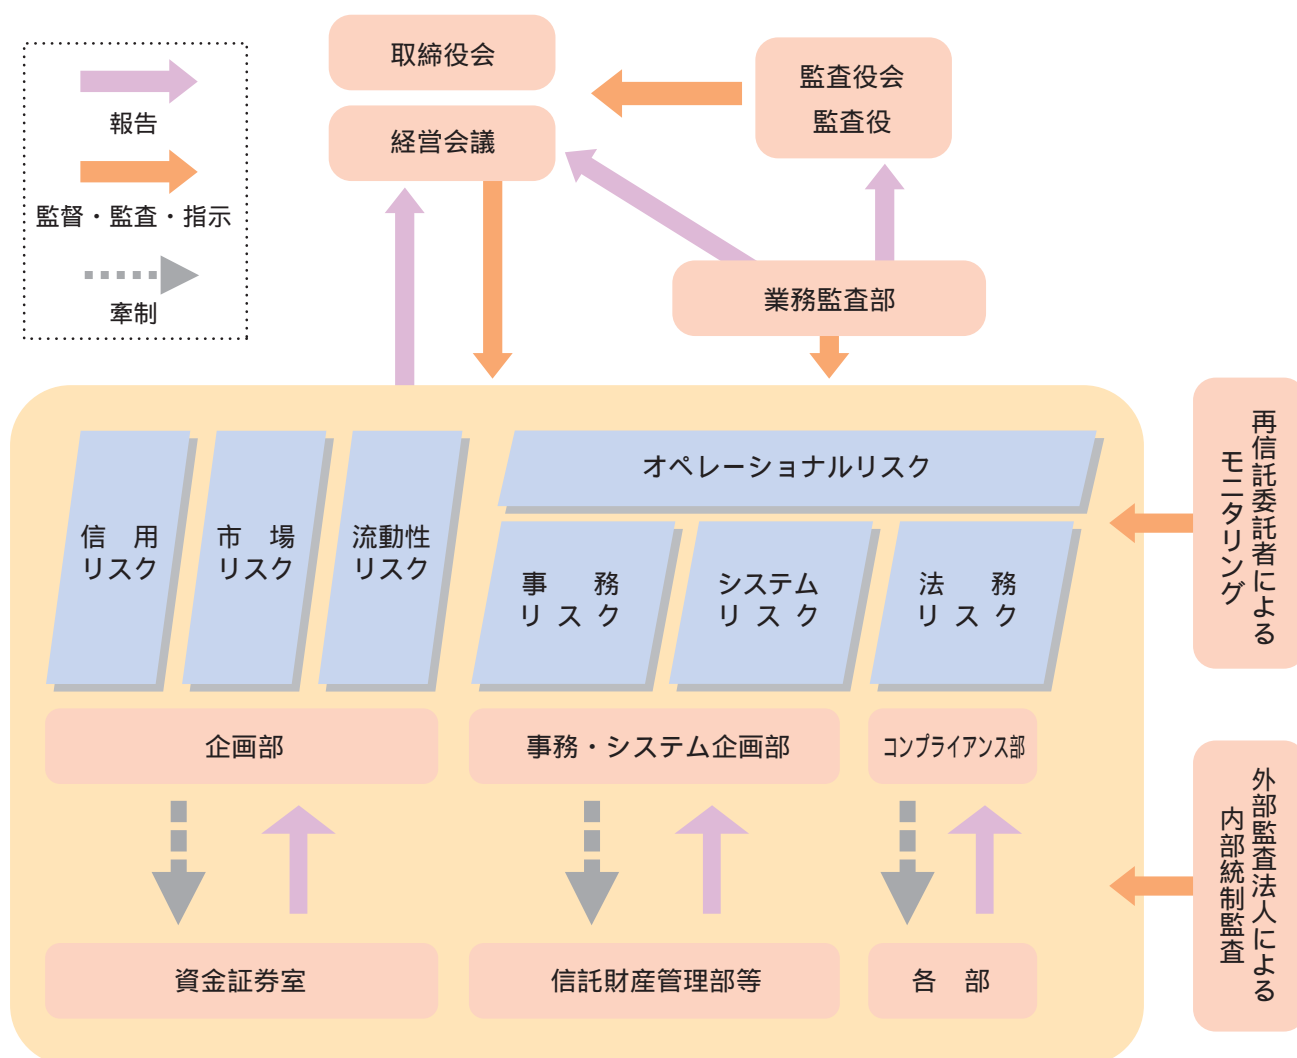 報告
監督・監査・指示
牽制
取締役会
経営会議
監査役会
監査役
業務監査部
信　用
リスク
市　場
リスク
流動性
リスク
オペレーショナルリスク
事　務
リスク
システム
リスク
法　務
リスク
企画部
事務・システム企画部
コンプライアンス部
資金証券室
信託財産管理部等
各　部
再信託委託者による
モニタリング
外部監査法人による
内部統制監査